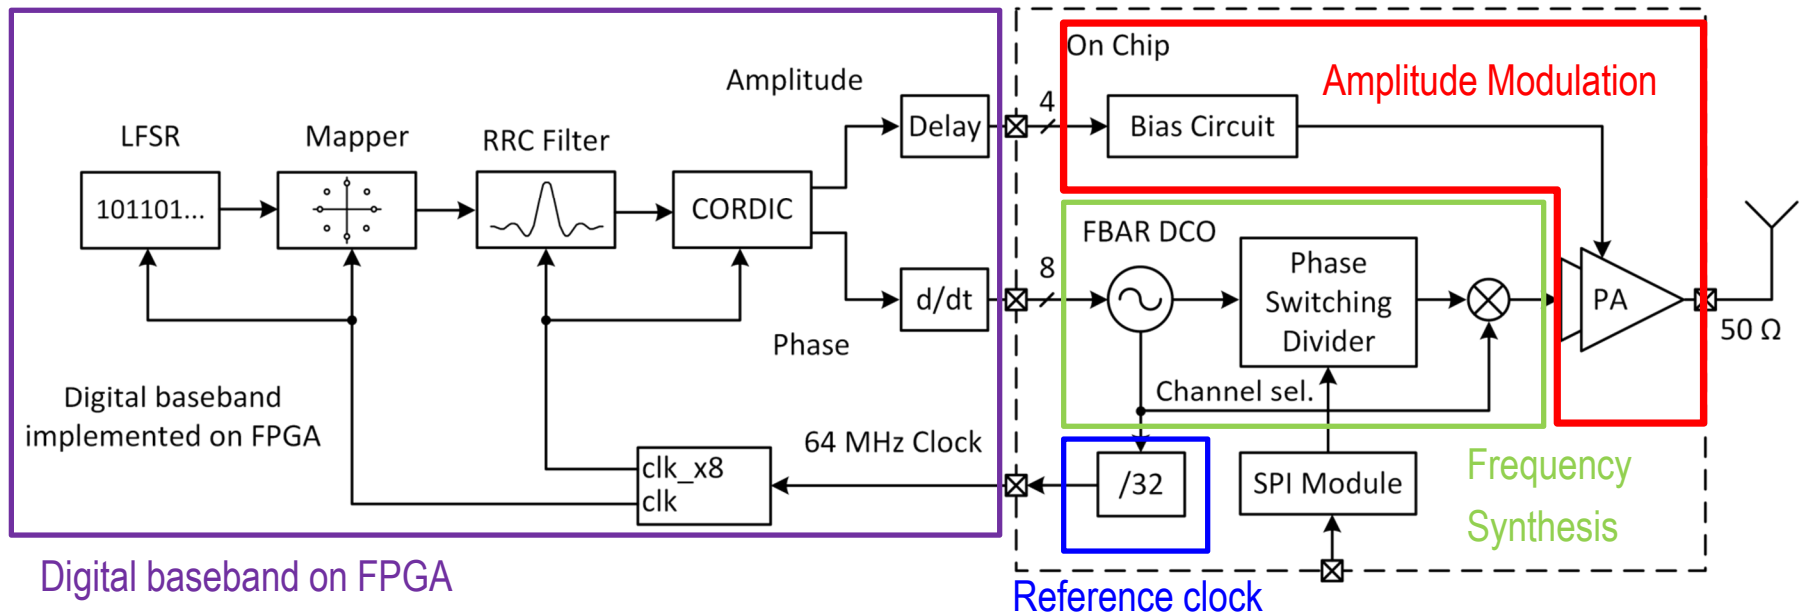 On Chip
Amplitude Modulation
Amplitude
4
Delay
Bias Circuit
LFSR
Mapper
RRC Filter
101101...
CORDIC
FBAR DCO
8
Phase
Switching
Divider
d/dt
PA
Phase
50 Ω
Channel sel.
Digital baseband
implemented on FPGA
64 MHz Clock
clk_x8
clk
/32
SPI Module
Frequency
Synthesis
Digital baseband on FPGA
Reference clock